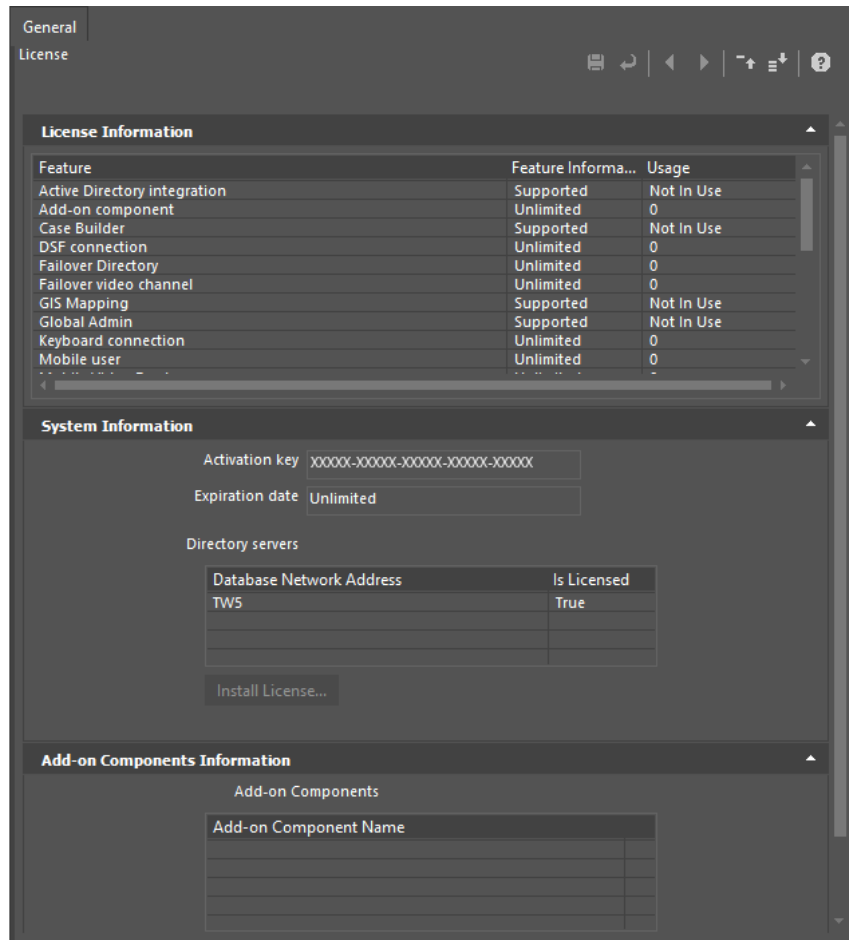 General
License
License Information
Feature Feature Informa... Usage
Active Directory integration Supported Not In Use
Add-on component Unlimited 0
Case Builder Supported Not In Use
DSF connection Unlimited 0
Failover Directory Unlimited 0
Failover video channel Unlimited 0
GIS Mapping Supported Not In Use
Global Admin Supported Not In Use
Keyboard connection Unlimited 0
Mobile user Unlimited 0
System Information
Activation key XXXXX-XXXXX-XXXXX-XXXXX-XXXXX
Expiration date Unlimited
Directory servers
Database Network Address Is Licensed
TW5 True
Install License...
Add-on Components Information
Add-on Components
Add-on Component Name